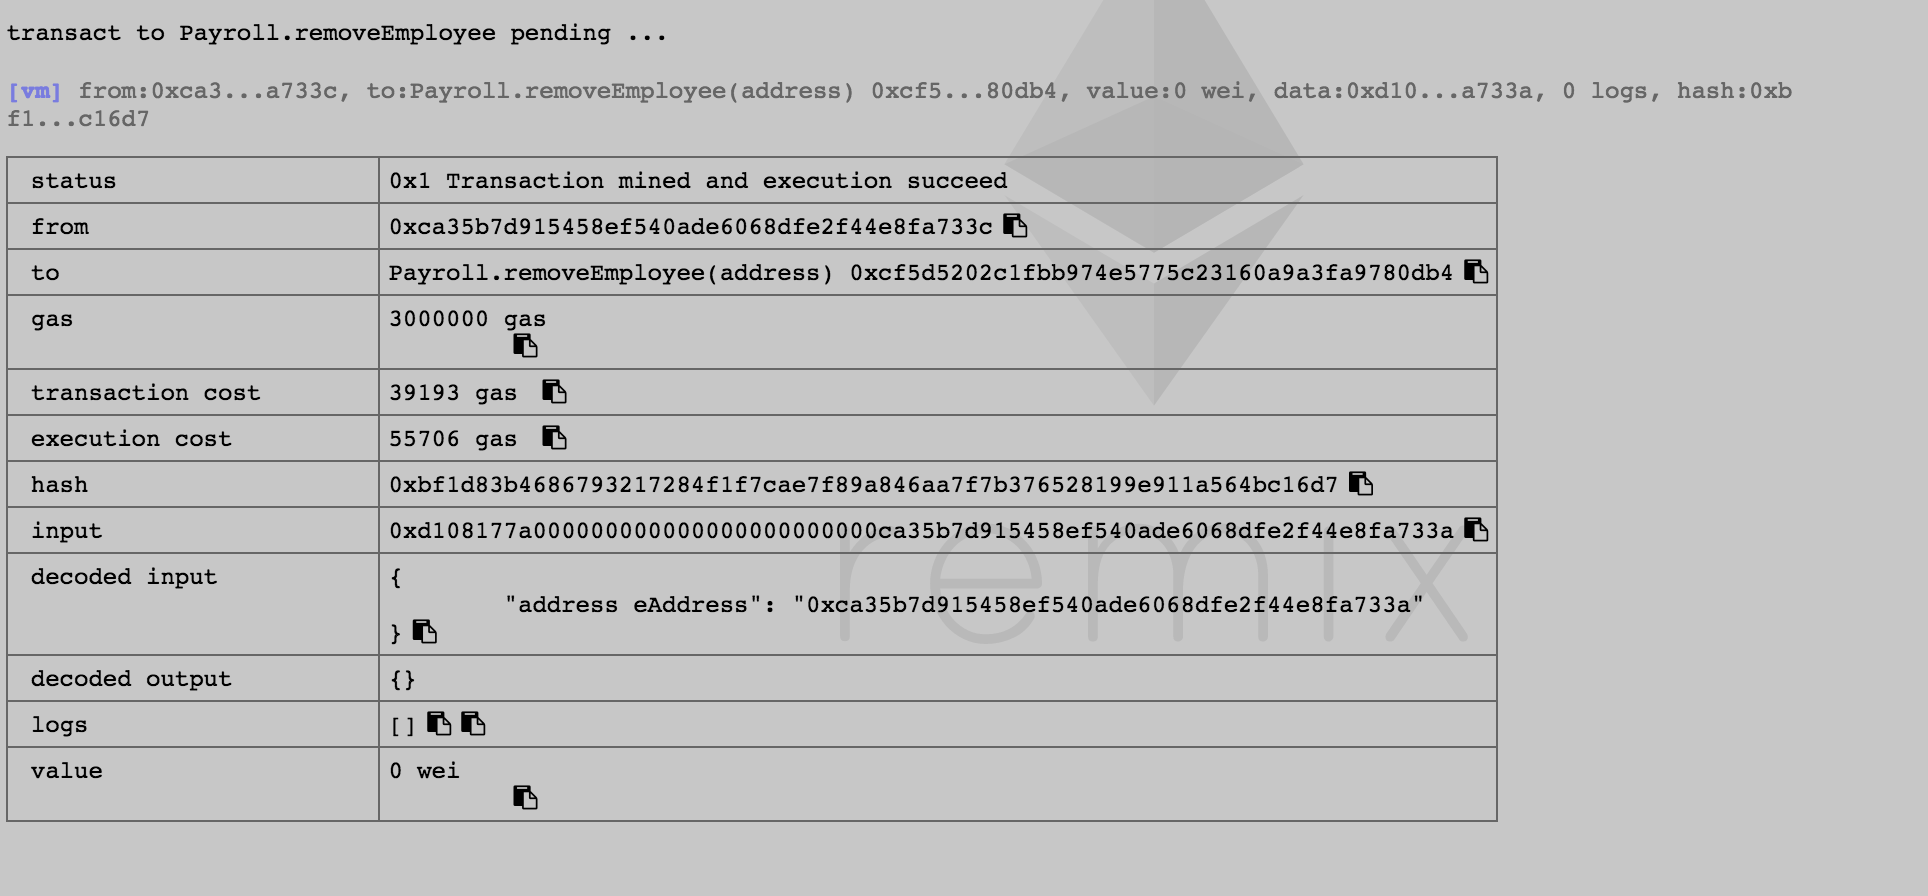 transact to Payroll.removeEmployee pending ...
[vm] from:0xca3...a733c, to:Payroll.removeEmployee(address) 0xcf5...80db4, value:0 wei, data:0xd10...a733a, 0 logs, hash:0xb
f1...c16d7
status 0x1 Transaction mined and execution succeed
from 0xca35b7d915458ef540ade6068dfe2f44e8fa733c
to Payroll.removeEmployee(address) 0xcf5d5202c1fbb974e5775c23160a9a3fa9780db4
gas 3000000 gas
transaction cost 39193 gas
execution cost 55706 gas
hash 0xbf1d83b4686793217284f1f7cae7f89a846aa7f7b376528199e911a564bc16d7
input 0xd108177a000000000000000000000000ca35b7d915458ef540ade6068dfe2f44e8fa733a
decoded input {
"address eAddress": "0xca35b7d915458ef540ade6068dfe2f44e8fa733a"
}
decoded output {}
logs []
value 0 wei
remix